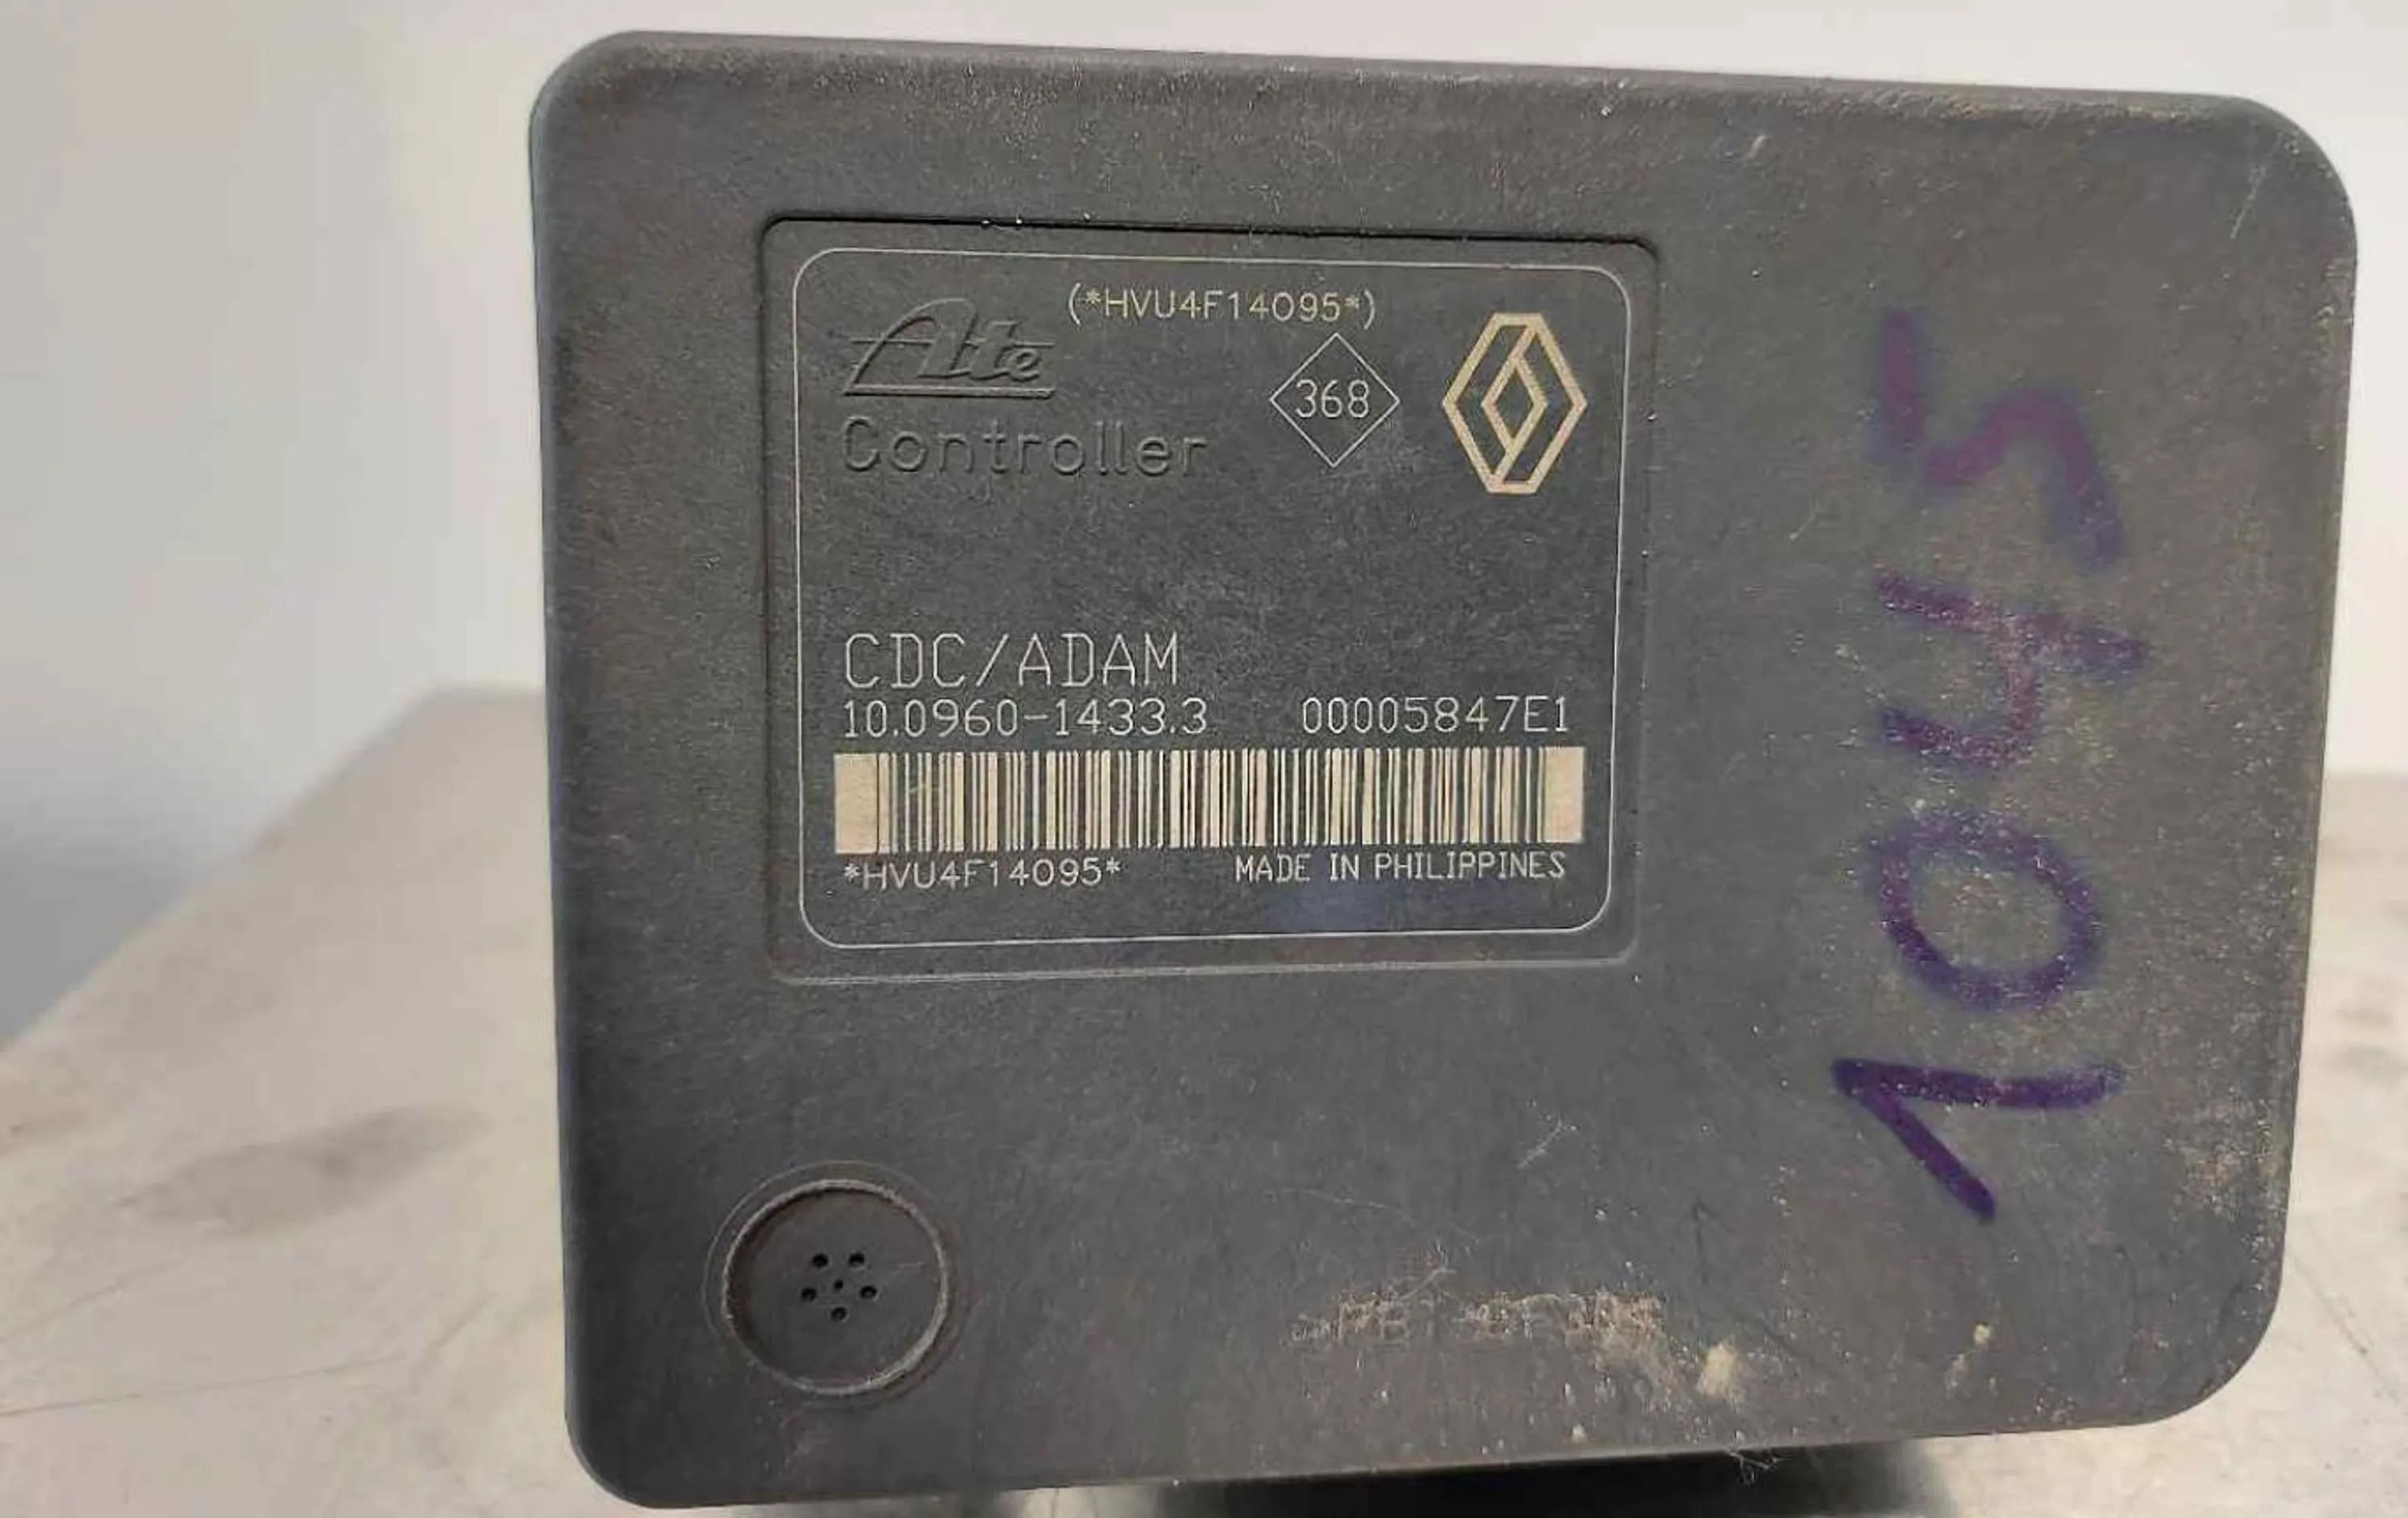 (*HVU4F14095*)
Ate
368
Controller
CDC/ADAM
10.0960-1433.3 00005847E1
*HVU4F14095* MADE IN PHILIPPINES
1045